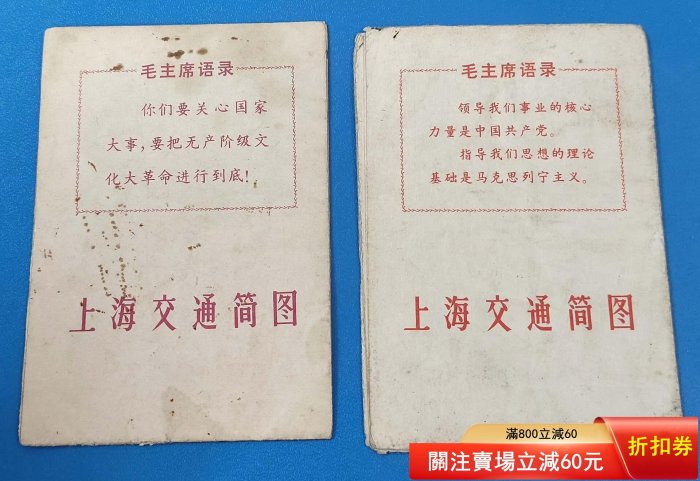 毛主席语录
你们要关心国家
大事,要把无产阶级文
化大革命进行到底!
上海交通简图
毛主席语录
领导我们事业的核心
力量是中国共产党。
指导我们思想的理论
基础是马克思列宁主义。
上海交通简图
滿800立減60
關注賣場立減60元
折扣券